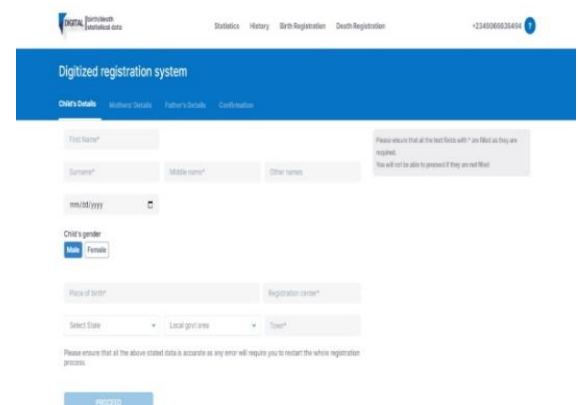 DIGITAL Birth/death
statistical data
Statistics History Birth Registration Death Registration
+2349069036494 ?
Digitized registration system
Child's Details Mothers' Details Father's Details Confirmation
First Name*
Please ensure that all the text fields with * are filled as they are
required.
You will not be able to proceed if they are not filled
Surname* Middle name* Other names
mm/dd/yyyy
Child's gender
Male Female
Place of birth* Registration center*
Select State Local govt area Town*
Please ensure that all the above stated data is accurate as any error will require you to restart the whole registration
process
PROCEED